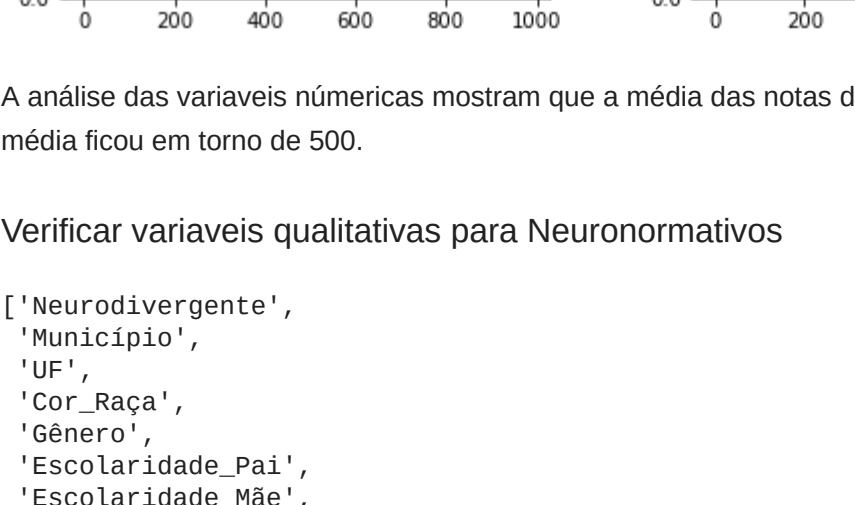 0 200 400 600 800 1000 0 200
A análise das variaveis númericas mostram que a média das notas d
média ficou em torno de 500.
Verificar variaveis qualitativas para Neuronormativos
['Neurodivergente',
'Município',
'UF',
'Cor_Raça',
'Gênero',
'Escolaridade_Pai',
'Escolaridade_Mãe',